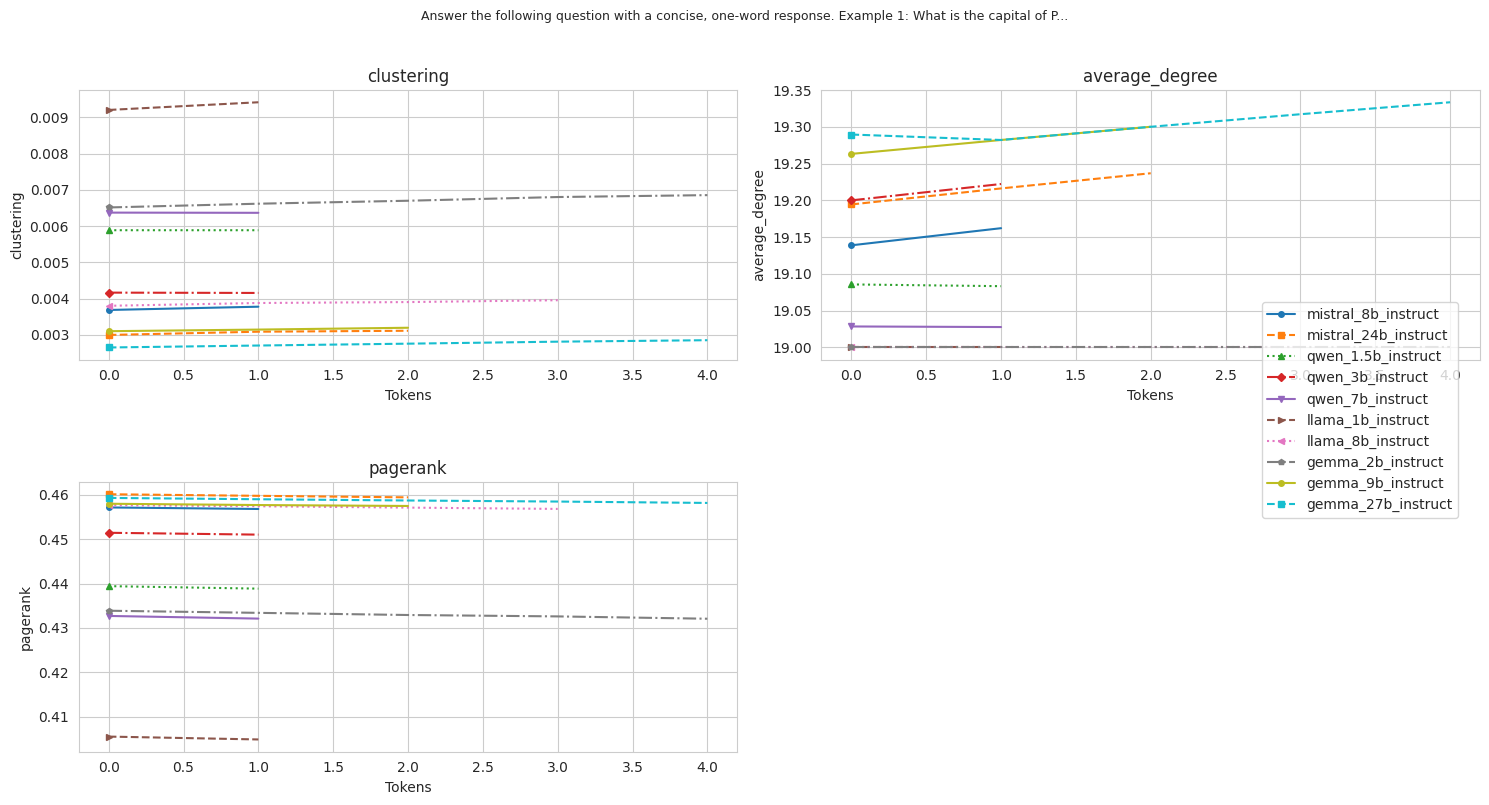 Answer the following question with a concise, one-word response. Example 1: What is the capital of P...
clustering
clustering
0.009
0.008
0.007
0.006
0.005
0.004
0.003
0.0 0.5 1.0 1.5 2.0 2.5 3.0 3.5 4.0
Tokens
average_degree
average_degree
19.35
19.30
19.25
19.20
19.15
19.10
19.05
19.00
0.0 0.5 1.0 1.5 2.0 2.5 3.0 3.5 4.0
Tokens
mistral_8b_instruct
mistral_24b_instruct
qwen_1.5b_instruct
qwen_3b_instruct
qwen_7b_instruct
llama_1b_instruct
llama_8b_instruct
gemma_2b_instruct
gemma_9b_instruct
gemma_27b_instruct
pagerank
pagerank
0.46
0.45
0.44
0.43
0.42
0.41
0.0 0.5 1.0 1.5 2.0 2.5 3.0 3.5 4.0
Tokens